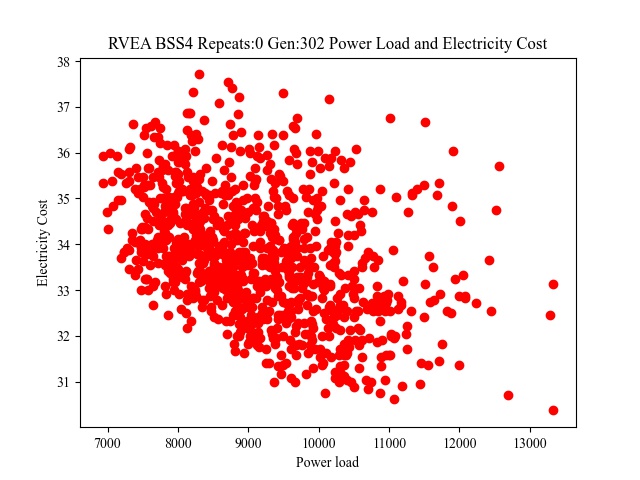 RVEA BSS4 Repeats:0 Gen:302 Power Load and Electricity Cost
38
37
36
35
34
33
32
31
Electricity Cost
7000 8000 9000 10000 11000 12000 13000
Power load